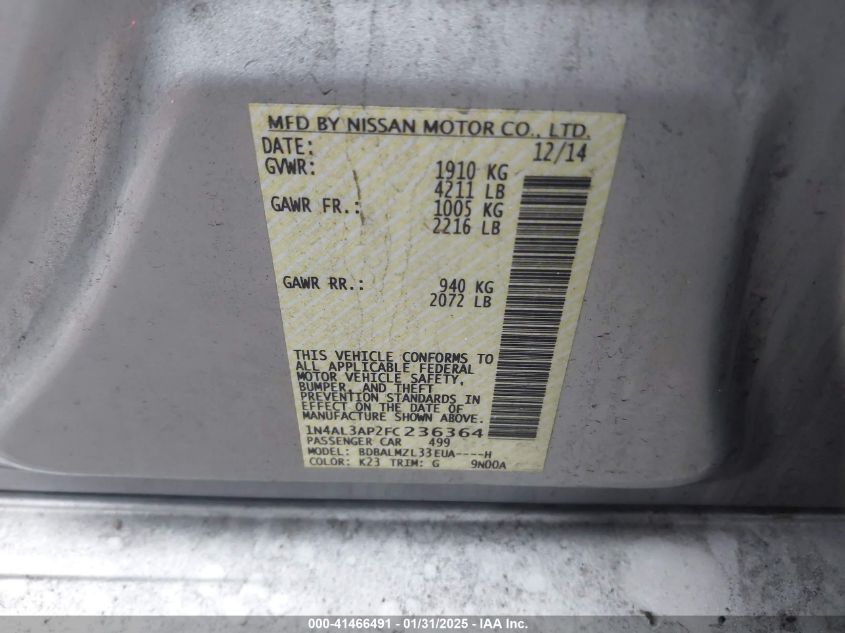 MFD BY NISSAN MOTOR CO., LTD.
DATE: 12/14
GVWR: 1910 KG
4211 LB
GAWR FR.: 1005 KG
2216 LB
GAWR RR.: 940 KG
2072 LB
THIS VEHICLE CONFORMS TO
ALL APPLICABLE FEDERAL
MOTOR VEHICLE SAFETY,
BUMPER, AND THEFT
PREVENTION STANDARDS IN
EFFECT ON THE DATE OF
MANUFACTURE SHOWN ABOVE.
1N4AL3AP2FC236364
PASSENGER CAR 499
MODEL: BDBALMZL33EUA----H
COLOR: K23 TRIM: G 9N00A
000-41466491 - 01/31/2025 - IAA Inc.